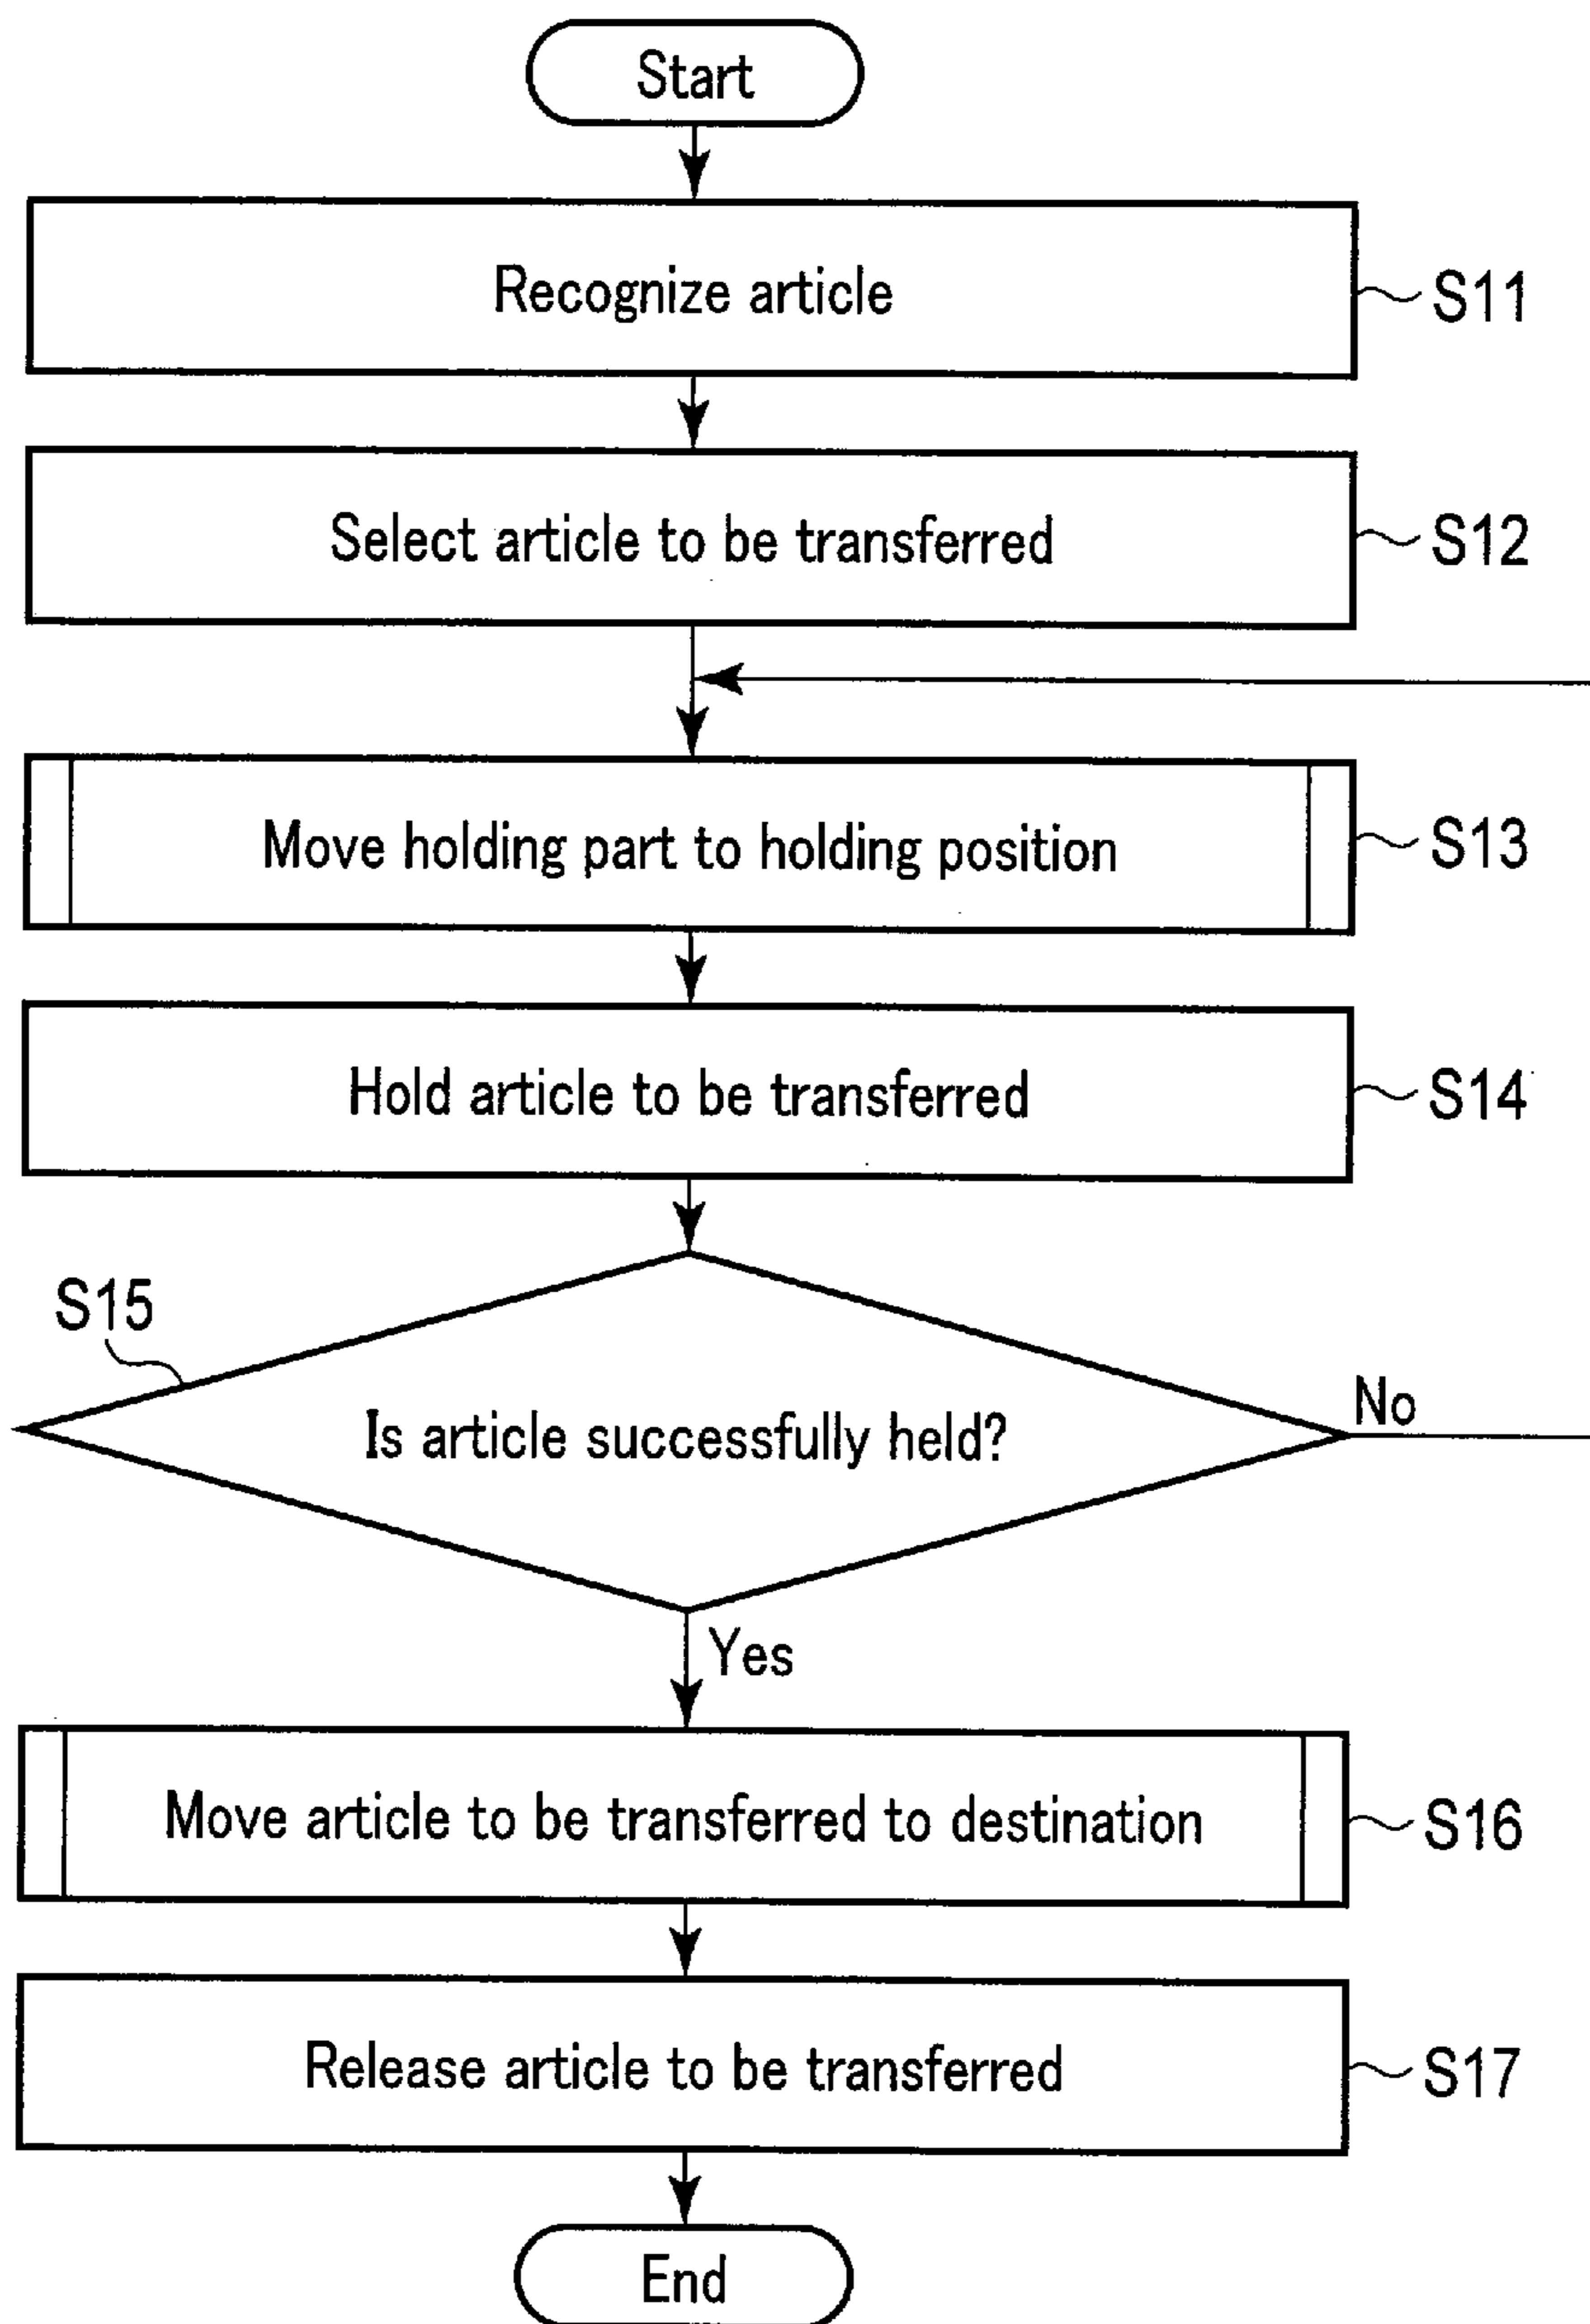 Start
Recognize article
S11
Select article to be transferred
S12
Move holding part to holding position
S13
Hold article to be transferred
S14
S15
Is article successfully held?
No
Yes
Move article to be transferred to destination
S16
Release article to be transferred
S17
End